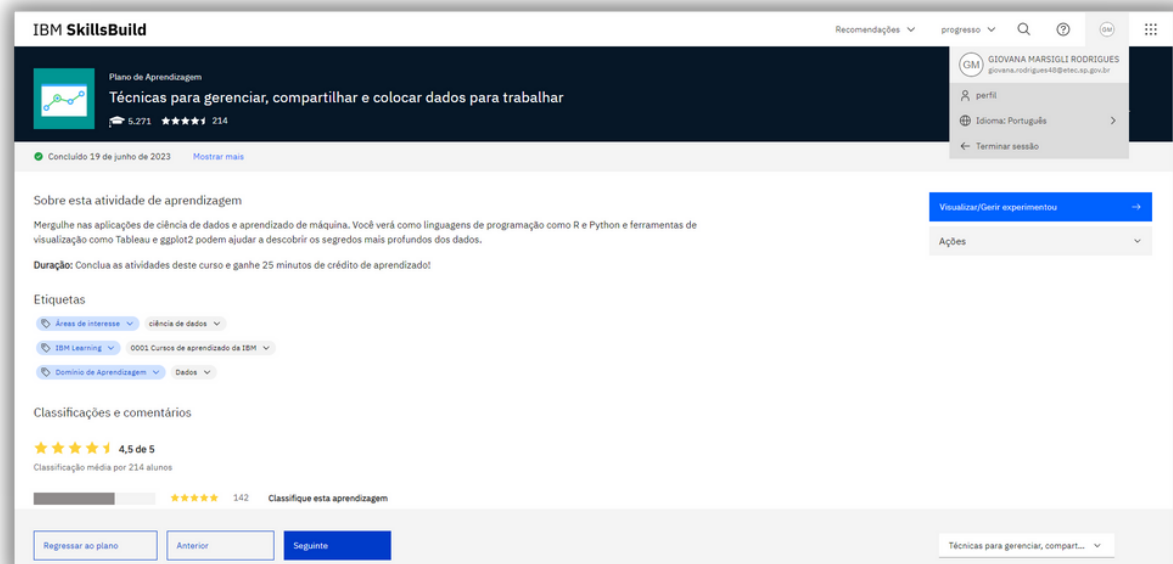 IBM SkillsBuild
Recomendações
progresso
GM
GM
GIOVANA MARSIGLI RODRIGUES
giovana.rodrigues48@etec.sp.gov.br
perfil
Idioma: Português
Terminar sessão
Plano de Aprendizagem
Técnicas para gerenciar, compartilhar e colocar dados para trabalhar
5.271 214
Concluído 19 de junho de 2023 Mostrar mais
Sobre esta atividade de aprendizagem
Mergulhe nas aplicações de ciência de dados e aprendizado de máquina. Você verá como linguagens de programação como R e Python e ferramentas de
visualização como Tableau e ggplot2 podem ajudar a descobrir os segredos mais profundos dos dados.
Duração: Conclua as atividades deste curso e ganhe 25 minutos de crédito de aprendizado!
Visualizar/Gerir experimentou
Ações
Etiquetas
Áreas de interesse ciência de dados
IBM Learning 0001 Cursos de aprendizado da IBM
Domínio de Aprendizagem Dados
Classificações e comentários
4,5 de 5
Classificação média por 214 alunos
142 Classifique esta aprendizagem
Regressar ao plano Anterior Seguinte Técnicas para gerenciar, compart...